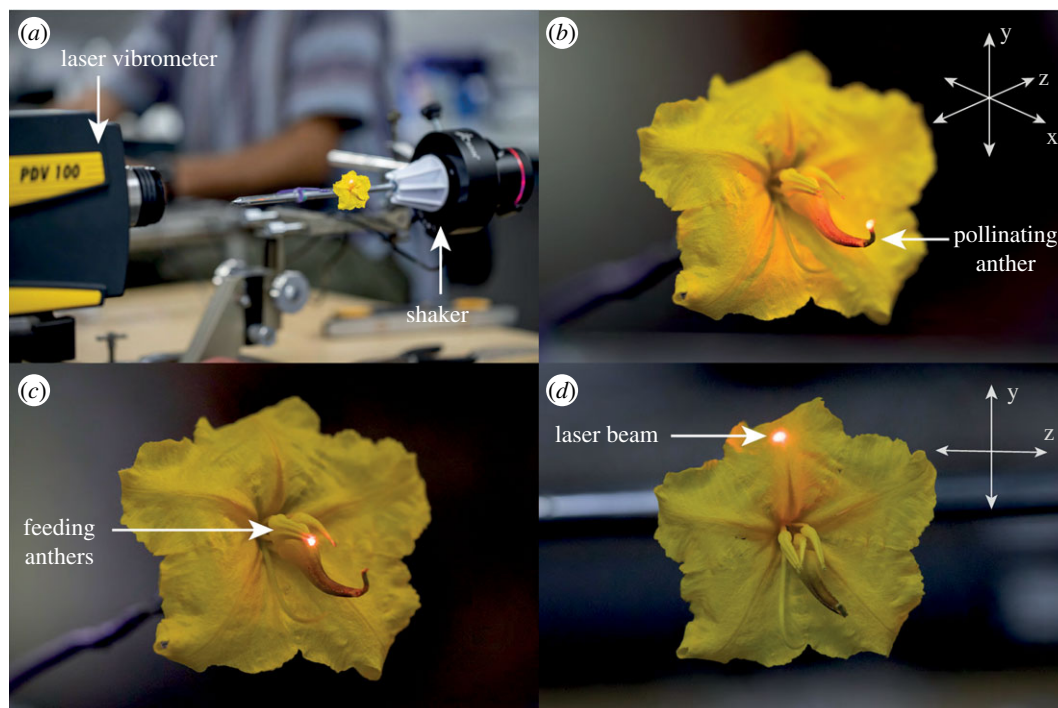 (a)
laser vibrometer
PDV 100
shaker
(b)
y
z
x
pollinating
anther
(c)
feeding
anthers
(d)
laser beam
y
z